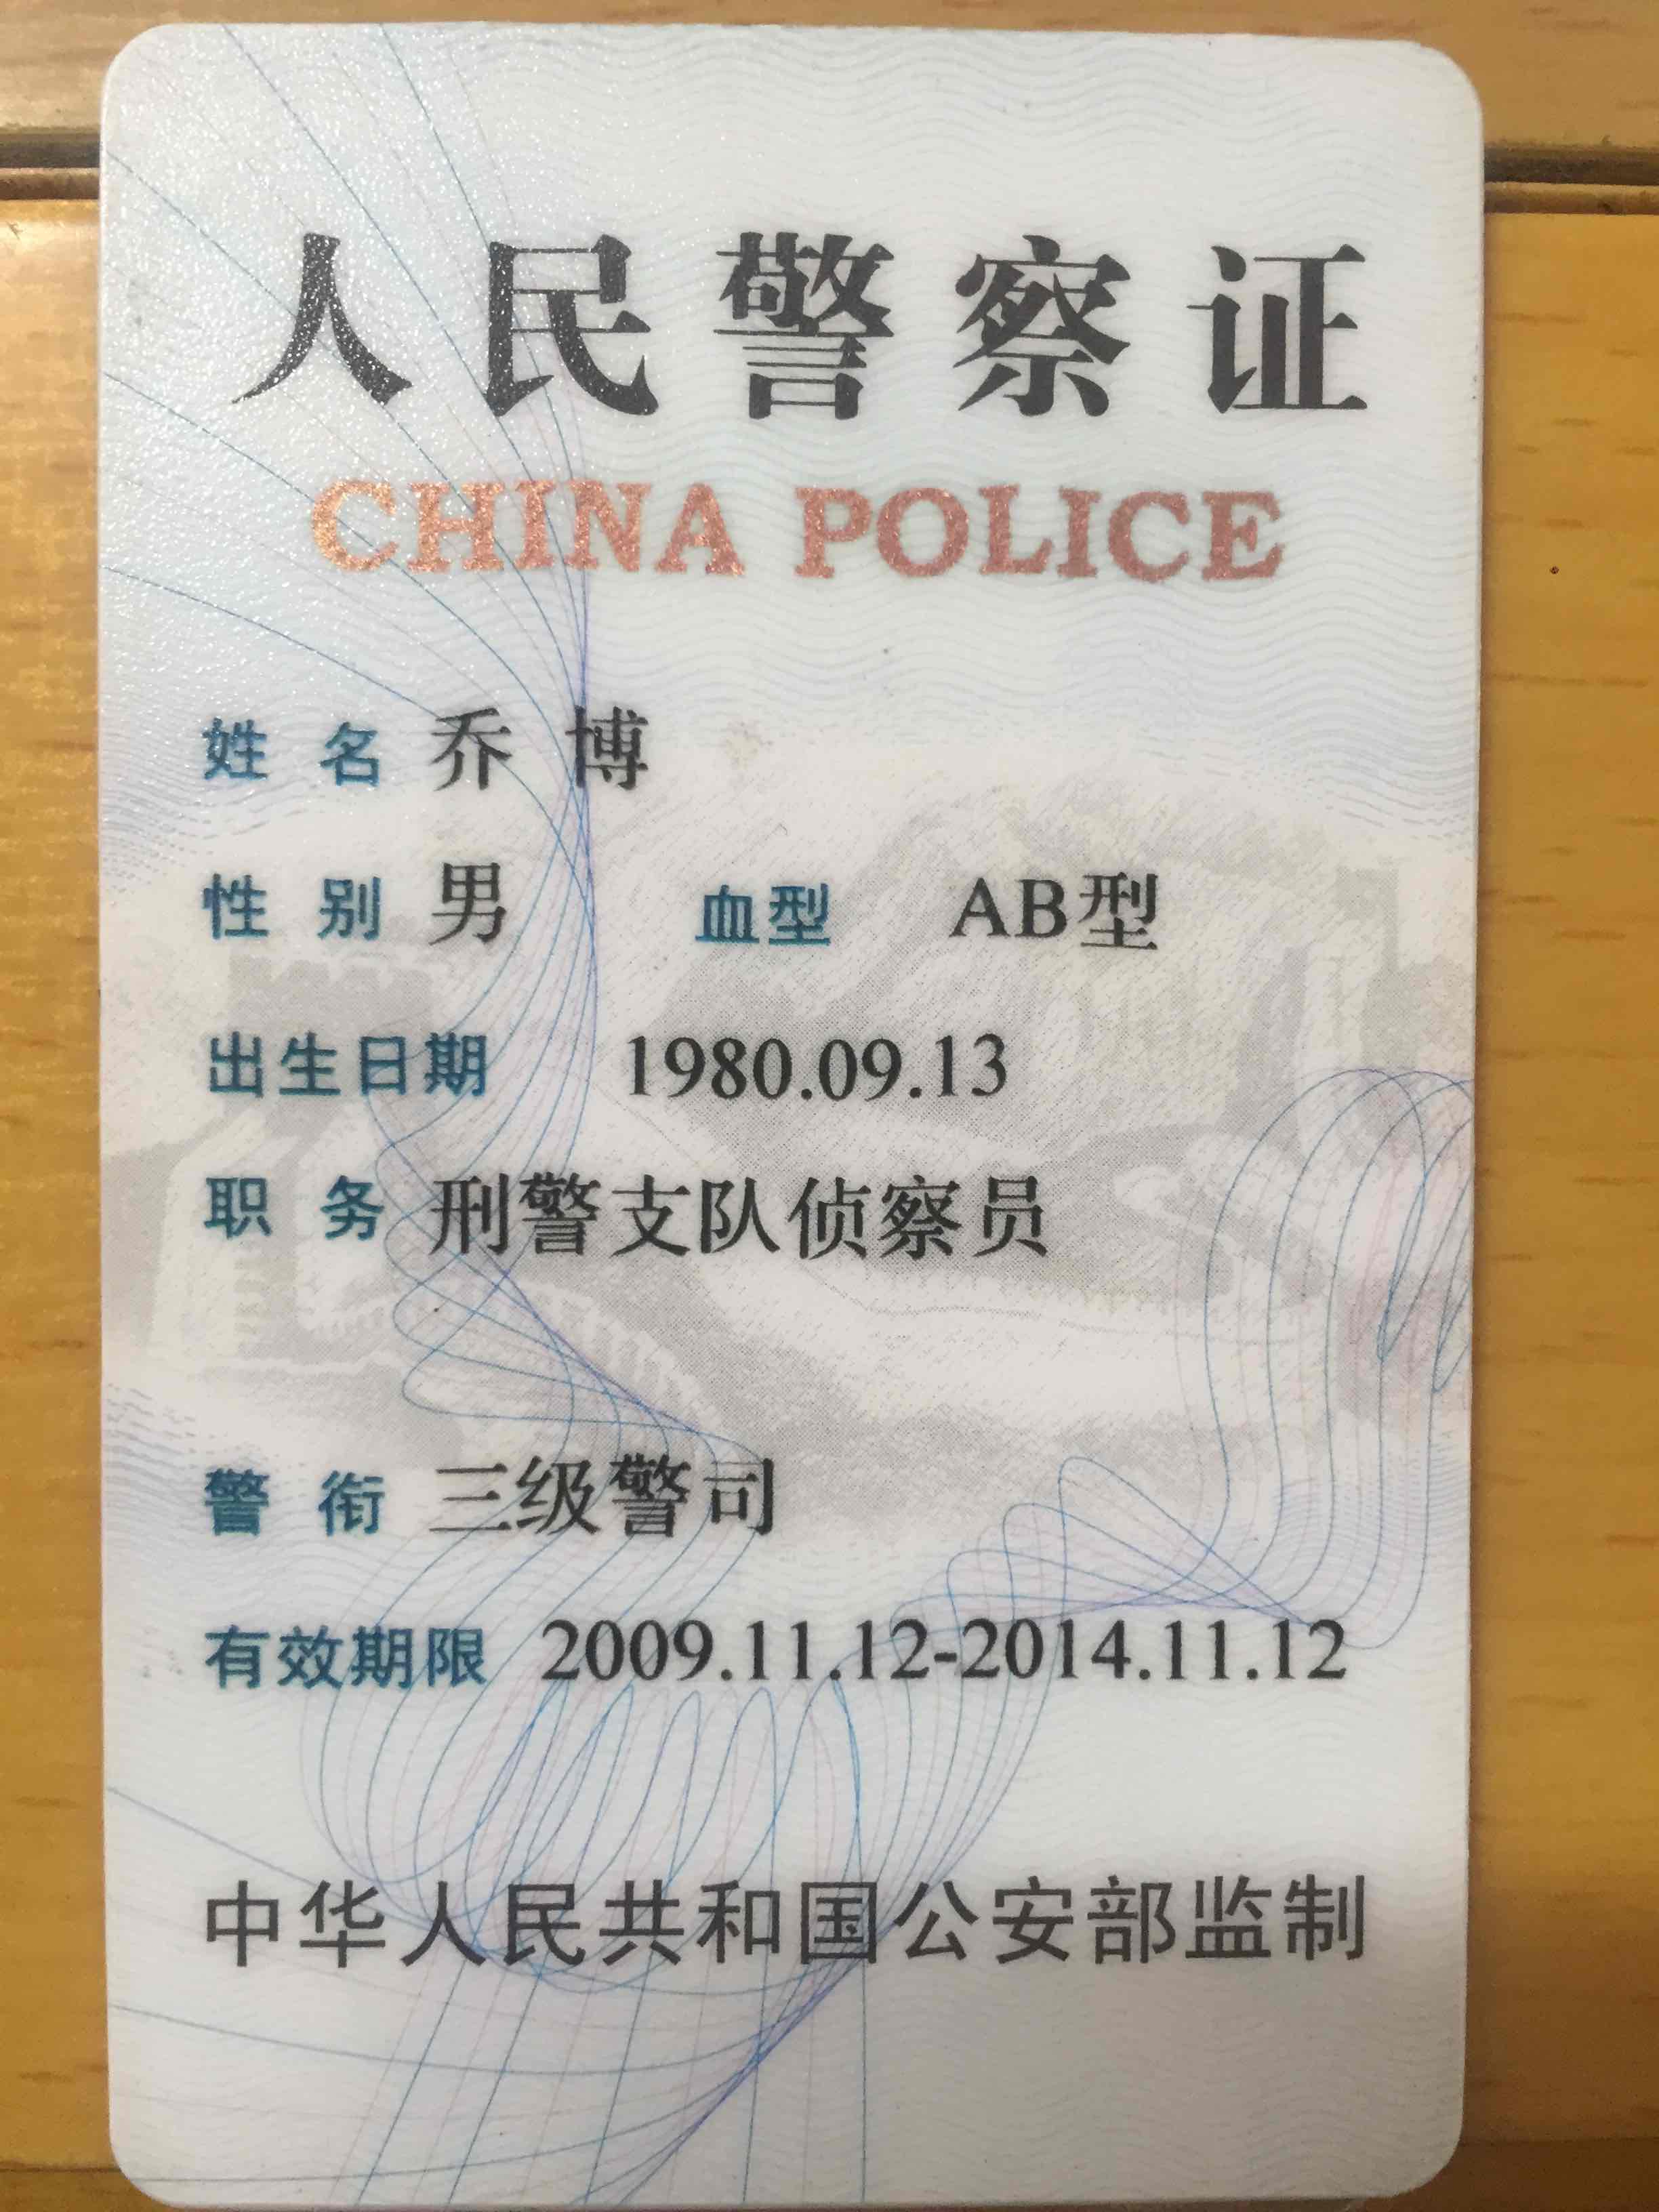 人民警察证
CHINA POLICE
姓名 乔博
性别 男 血型 AB型
出生日期 1980.09.13
职务 刑警支队侦察员
警衔 三级警司
有效期限 2009.11.12-2014.11.12
中华人民共和国公安部监制